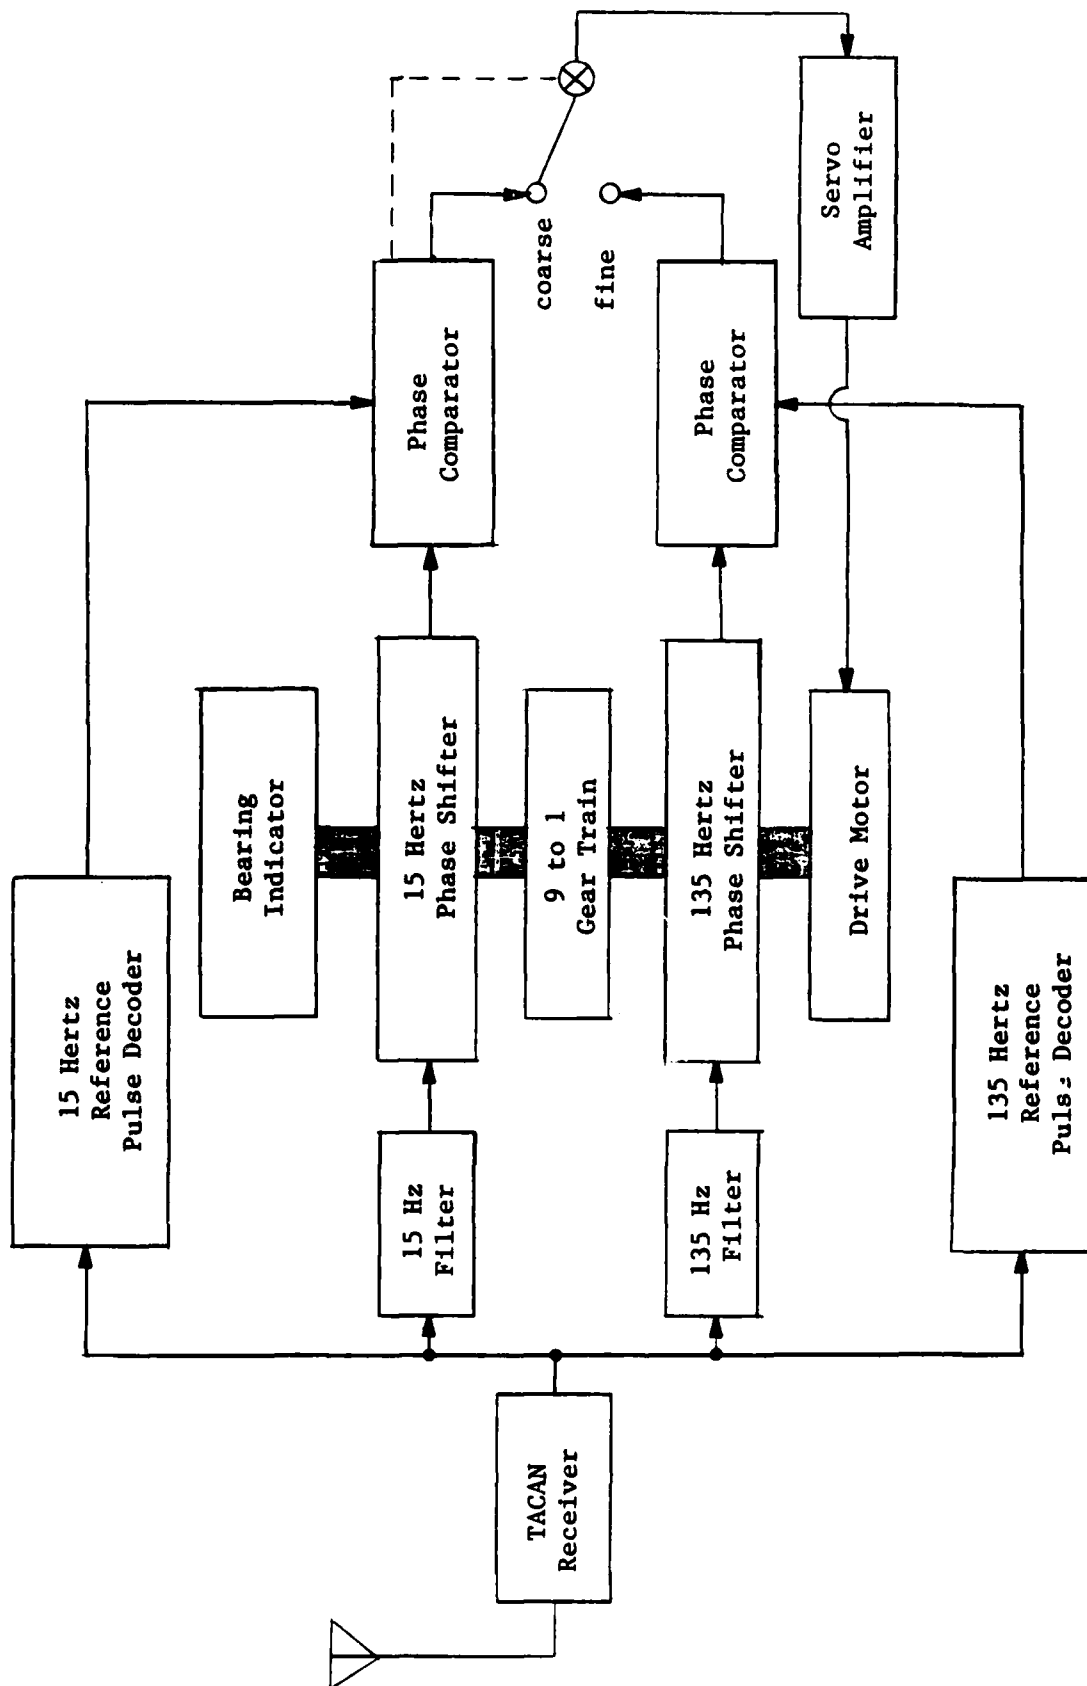 15 Hertz
Reference
Pulse Decoder
Bearing
Indicator
15 Hz
Filter
15 Hertz
Phase Shifter
Phase
Comparator
coarse
TACAN
Receiver
9 to 1
Gear Train
fine
135 Hz
Filter
135 Hertz
Phase Shifter
Phase
Comparator
Drive Motor
Servo
Amplifier
135 Hertz
Reference
Pulse Decoder